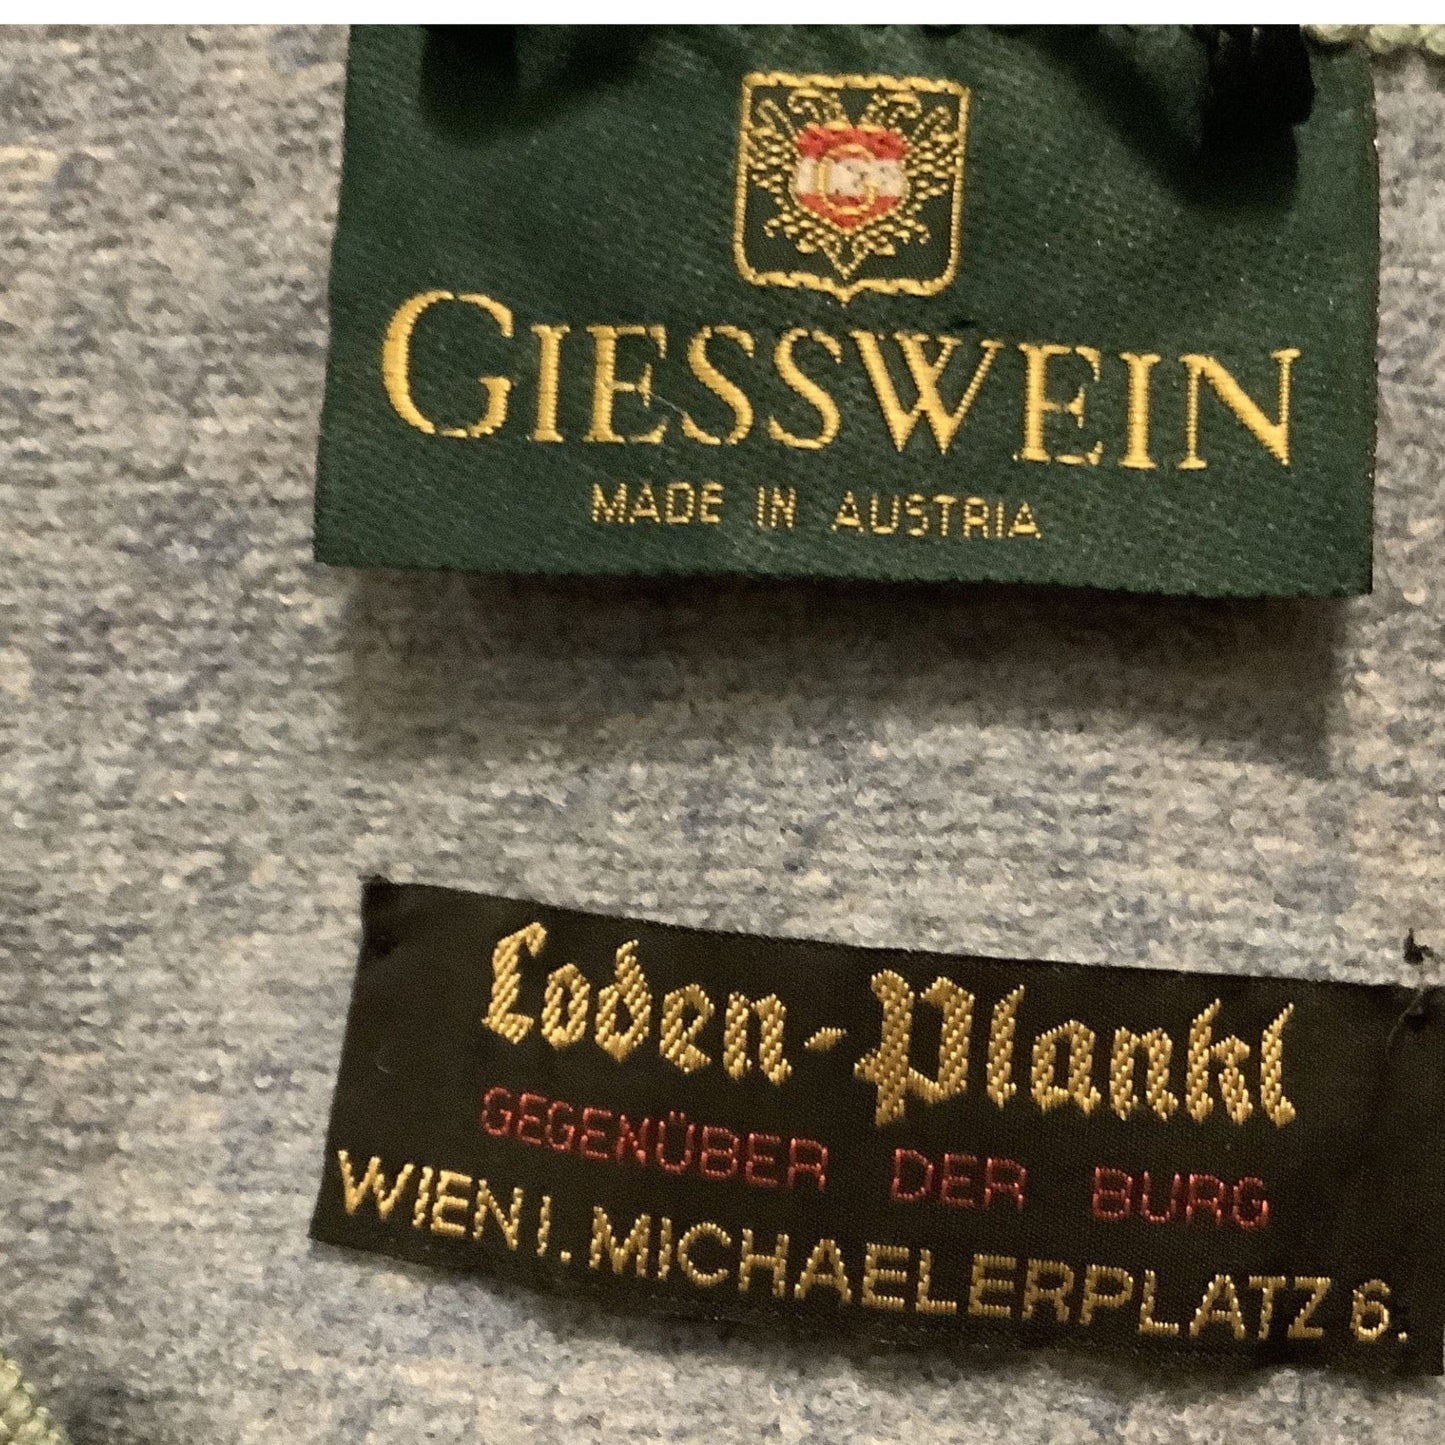 G
GIESSWEIN
MADE IN AUSTRIA
Loden-Plankl
GEGENÜBER DER BURG
WIEN I. MICHAELERPLATZ 6.